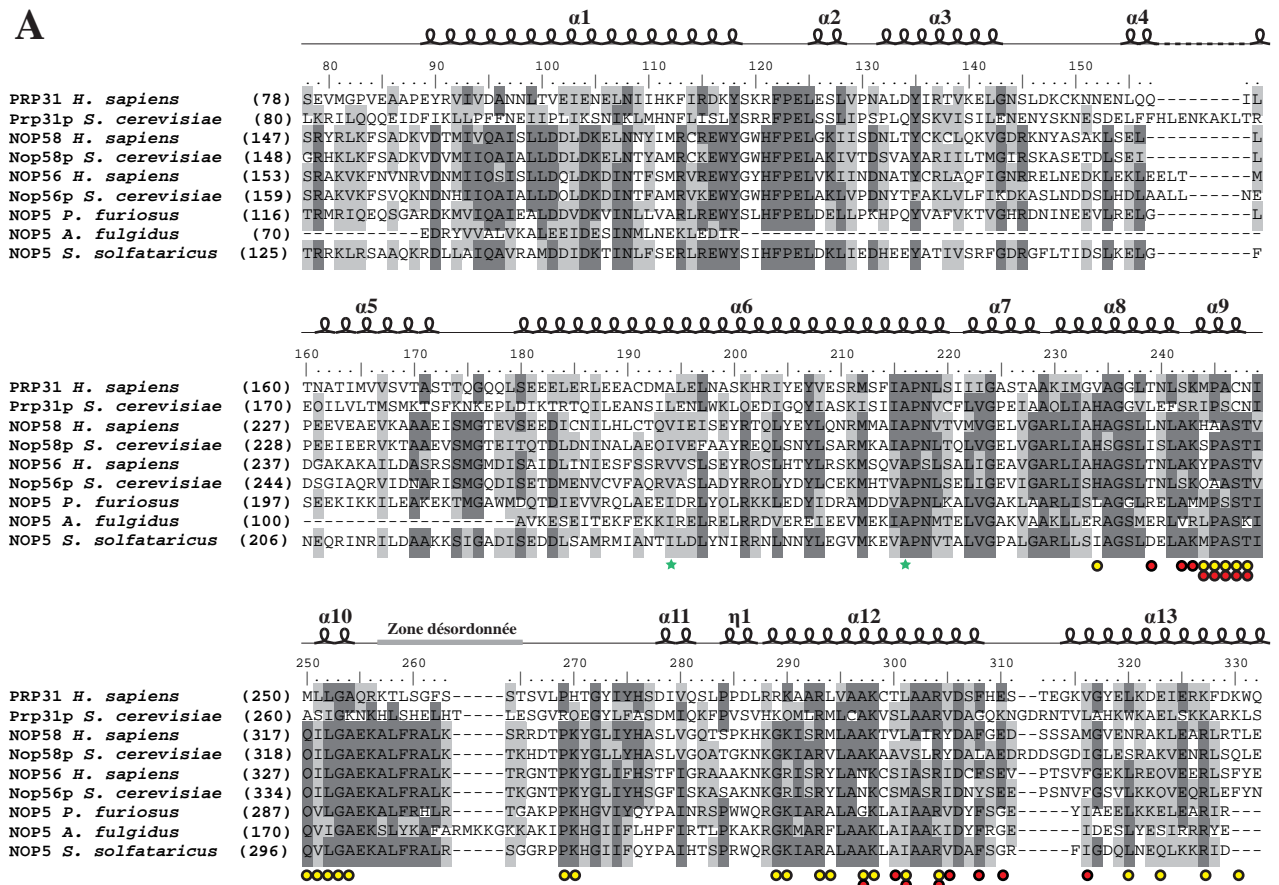 A
α1 α2 α3 α4
80 90 100 110 120 130 140 150
PRP31 H. sapiens (78) SEVMGPVEAAPEYRVIVDANNLTVEIENELNIIHKFIRDKYSKRFPELESLVPNALDYIRTVKELGNSLDKCKNNENLQQ---------IL
Prp31p S. cerevisiae (80) LKRILQQQEIDFIKLLPFFNEIIPLIKSNIKLMHNFLISLYSRRFPELSSLIPSPLQYSKVISILENENYSKNESDELFFHLENKAKLTR
NOP58 H. sapiens (147) SRYRLKFSADKVDTMIVQAISLLDDLDKELNNYIMRCREWYGWHFPELGKIISDNLTYCKCLQKVGDRKNYASAKLSEL----------L
Nop58p S. cerevisiae (148) GRHKLKFSADKVDVMIIQAIALLDDLDKELNTYAMRCKEWYGWHFPELAKIVTDSVAYARIILTMGIRSKASETDLSEI----------L
NOP56 H. sapiens (153) SRAKVKFNVNRVDNMIIQSISLLDQLDKDINTFSMRVREWYGYHFPELVKIINDNATYCRLAQFIGNRRELNEDKLEKLEELT------M
Nop56p S. cerevisiae (159) SRAKVKFSVQKNDNHIIQAIALLDQLDKDINTFAMRVKEWYGWHFPELAKLVPDNYTFAKLVLFIKDKASLNDDSLHDLAALL-----NE
NOP5 P. furiosus (116) TRMRIQEQSGARDKMVIQAIEALDDVDKVINLLVARLREWYSLHFPELDELLPKHPQYVAFVKTVGHRDNINEEVLRELG---------L
NOP5 A. fulgidus (70) -----------EDRYVVALVKALEEIDESINMLNEKLEDIR-------------------------------------------------
NOP5 S. solfataricus (125) TRRKLRSAAQKRDLLAIQAVRAMDDIDKTINLFSERLREWYSIHFPELDKLIEDHEEYATIVSRFGDRGFLTIDSLKELG---------F
α5 α6 α7 α8 α9
160 170 180 190 200 210 220 230 240
PRP31 H. sapiens (160) TNATIMVVSVTASTTQGQQLSEEELERLEEACDMALELNASKHRIYEYVESRMSFIAPNLSIIIGASTAAKIMGVAGGLTNLSKMPACNI
Prp31p S. cerevisiae (170) EQILVLTMSMKTSFKNKEPLDIKTRTQILEANSILENLWKLQEDIGQYIASKISIIAPNVCFLVGPEIAAQLIAHAGGVLEFSRIPSCNI
NOP58 H. sapiens (227) PEEVEAEVKAAAEISMGTEVSEEDICNILHLCTQVIEISEYRTQLYEYLQNRMMAIAPNVTVMVGELVGARLIAHAGSLLNLAKHAASTV
Nop58p S. cerevisiae (228) PEEIEERVKTAAEVSMGTEITQTDLDNINALAEQIVEFAAYREQLSNYLSARMKAIAPNLTQLVGELVGARLIAHSGSLISLAKSPASTI
NOP56 H. sapiens (237) DGAKAKAILDASRSSMGMDISAIDLINIESFSSRVVSLSEYRQSLHTYLRSKMSQVAPSLSALIGEAVGARLIAHAGSLTNLAKYPASTV
Nop56p S. cerevisiae (244) DSGIAQRVIDNARISMGQDISETDMENVCVFAQRVASLADYRRQLYDYLCEKMHTVAPNLSELIGEVIGARLISHAGSLTNLSKQAASTV
NOP5 P. furiosus (197) SEEKIKKILEAKEKTMGAWMDQTDIEVVRQLAEEIDRLYQLRKKLEDYIDRAMDDVAPNLKALVGAKLAARLISLAGGLRELAMMPSSTI
NOP5 A. fulgidus (100) --------------------AVKESEITEKFEKKIRELRELRRDVEREIEEVMEKIAPNMTELVGAKVAAKLLERAGSMERLVRLPASKI
NOP5 S. solfataricus (206) NEQRINRILDAAKKSIGADISEDDLSAMRMIANTILDLYNIRRNLNNYLEGVMKEVAPNVTALVGPALGARLLSIAGSLDELAKMPASTI
α10 Zone désordonnée α11 η1 α12 α13
250 260 270 280 290 300 310 320 330
PRP31 H. sapiens (250) MLLGAQRKTLSGFS-----STSVLPHTGYIYHSDIVQSLPPDLRRKAARLVAAKCTLAARVDSFHES--TEGKVGYELKDEIERKFDKWQ
Prp31p S. cerevisiae (260) ASIGKNKHLSHELHT----LESGVRQEGYLFASDMIQKFPVSVHKQMLRMLCAKVSLAARVDAGQKNGDRNTVLAHKWKAELSKKARKLS
NOP58 H. sapiens (317) QILGAEKALFRALK-----SRRDTPKYGLIYHASLVGQTSPKHKGKISRMLAAKTVLAIRYDAFGED--SSSAMGVENRAKLEARLRTLE
Nop58p S. cerevisiae (318) QILGAEKALFRALK-----TKHDTPKYGLLYHASLVGQATGKNKGKIARVLAAKAAVSLRYDALAEDRDDSGDIGLESRAKVENRLSQLE
NOP56 H. sapiens (327) QILGAEKALFRALK-----TRGNTPKYGLIFHSTFIGRAAAKNKGRISRYLANKCSIASRIDCFSEV--PTSVFGEKLREQVEERLSFYE
Nop56p S. cerevisiae (334) QILGAEKALFRALK-----TKGNTPKYGLIYHSGFISKASAKNKGRISRYLANKCSMASRIDNYSEE--PSNVFGSVLKKQVEQRLEFYN
NOP5 P. furiosus (287) QVLGAEKALFRHLR-----TGAKPPKHGVIYQYPAINRSPWWQRGKIARALAGKLAIAARVDYFSGE-----YIAEELKKELEARIR---
NOP5 A. fulgidus (170) QVIGAEKSLYKAFARMKKGKKAKIPKHGIIFLHPFIRTLPKAKRGKMARFLAAKLAIAAKIDYFRGE-----IDESLYESIRRRYE----
NOP5 S. solfataricus (296) QVLGAEKALFRALR-----SGGRPPKHGIIFQYPAIHTSPRWQRGKIARALAAKLAIAARVDAFSGR-----FIGDQLNEQLKKRID---